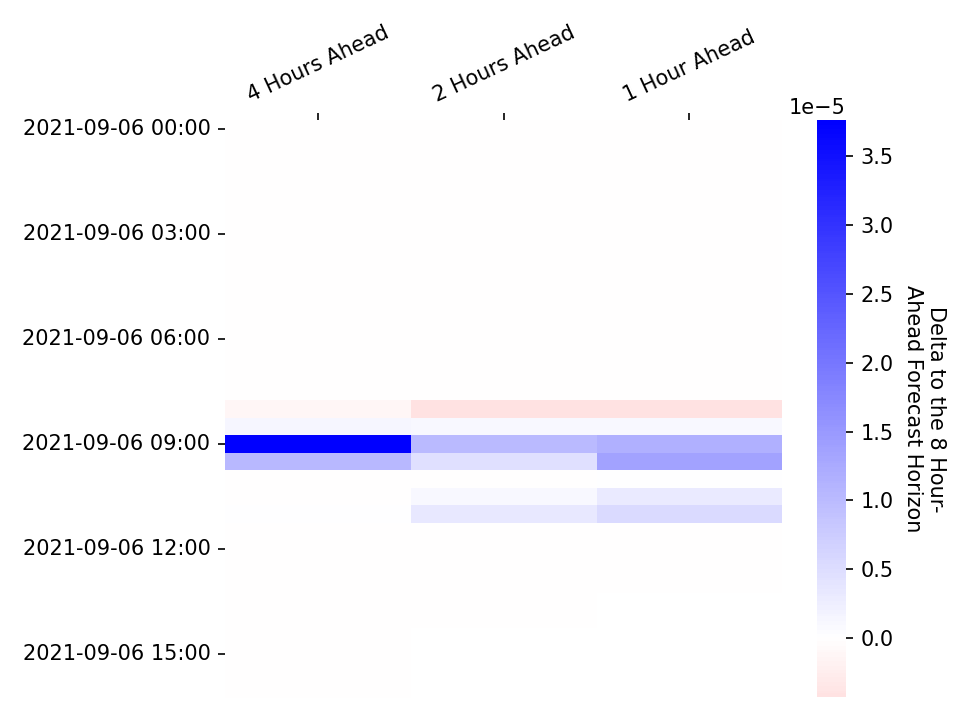 4 Hours Ahead
2 Hours Ahead
1 Hour Ahead
2021-09-06 00:00
2021-09-06 03:00
2021-09-06 06:00
2021-09-06 09:00
2021-09-06 12:00
2021-09-06 15:00
1e−5
3.5
3.0
2.5
2.0
1.5
1.0
0.5
0.0
Delta to the 8 Hour-
Ahead Forecast Horizon